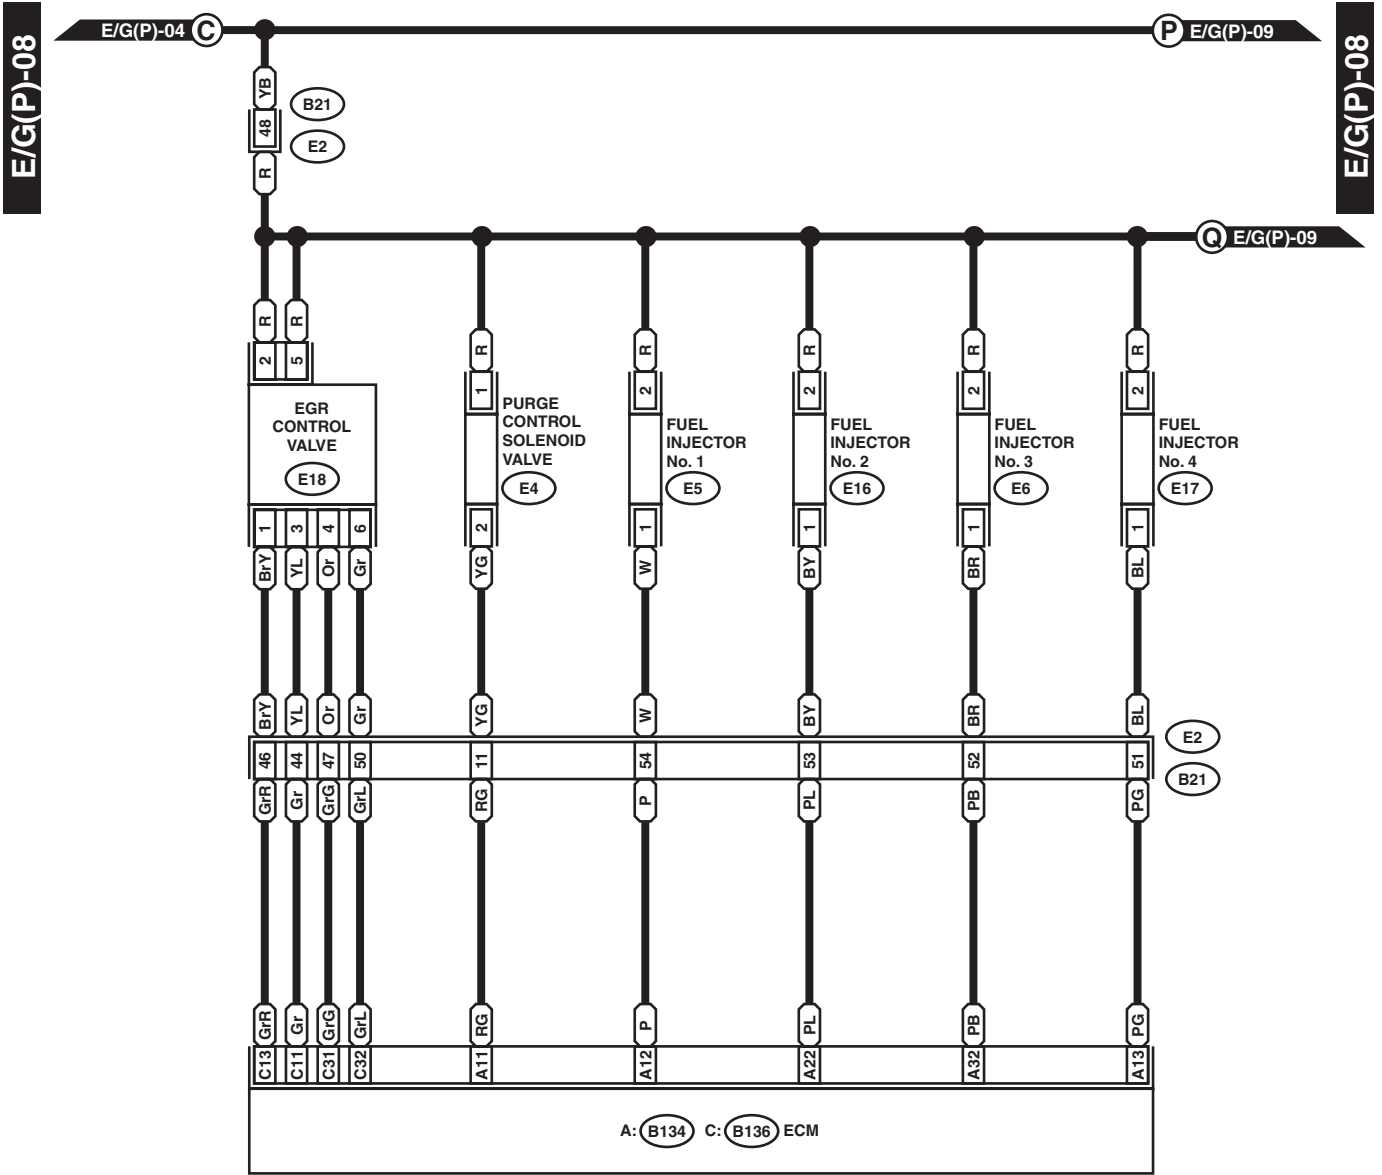 E/G(P)-08
E/G(P)-04 C
P E/G(P)-09
E/G(P)-08
YB
B21
48
E2
R
Q E/G(P)-09
R R R R R R R
2 5 1 2 2 2 2
EGR
CONTROL
VALVE
E18
PURGE
CONTROL
SOLENOID
VALVE
E4
FUEL
INJECTOR
No. 1
E5
FUEL
INJECTOR
No. 2
E16
FUEL
INJECTOR
No. 3
E6
FUEL
INJECTOR
No. 4
E17
1 3 4 6 2 1 1 1 1
BrY YL Or Gr YG W BY BR BL
BrY YL Or Gr YG W BY BR BL
E2
46 44 47 50 11 54 53 52 51
B21
GrR Gr GrG GrL RG P PL PB PG
GrR Gr GrG GrL RG P PL PB PG
C13 C11 C31 C32 A11 A12 A22 A32 A13
A: B134 C: B136 ECM